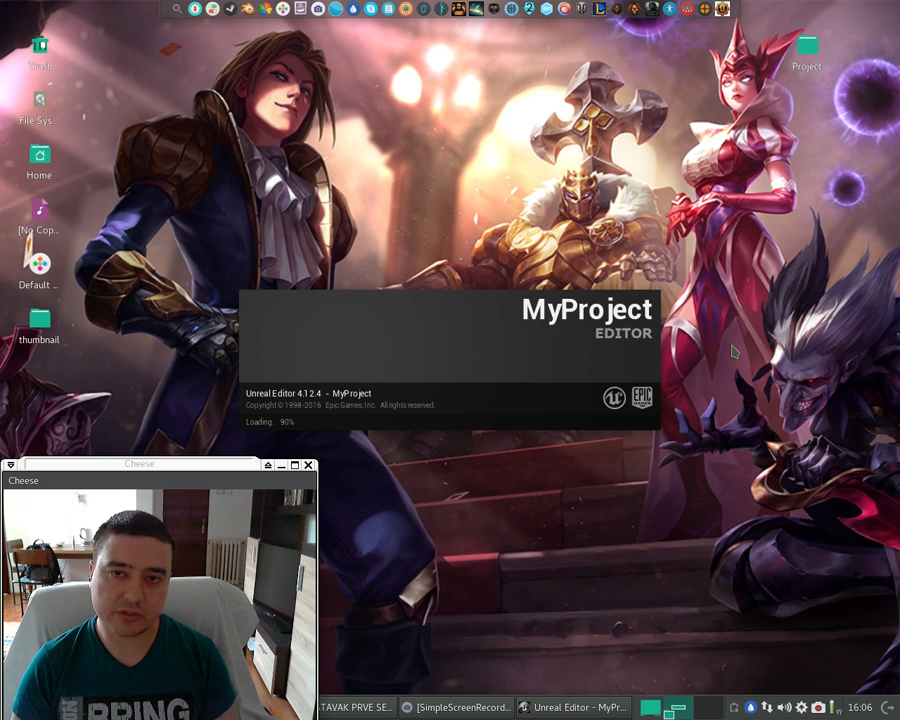 Trash
File Sys...
Home
[No Cop...
Default ...
thumbnail
Project
MyProject
EDITOR
Unreal Editor 4.12.4 - MyProject
Copyright © 1998-2016 Epic Games, Inc. All rights reserved.
Loading. 90%
EPIC
GAMES
Cheese
Cheese
BRING
STAVAK PRVE SE...
[SimpleScreenRecord...
Unreal Editor - MyPr...
16:06